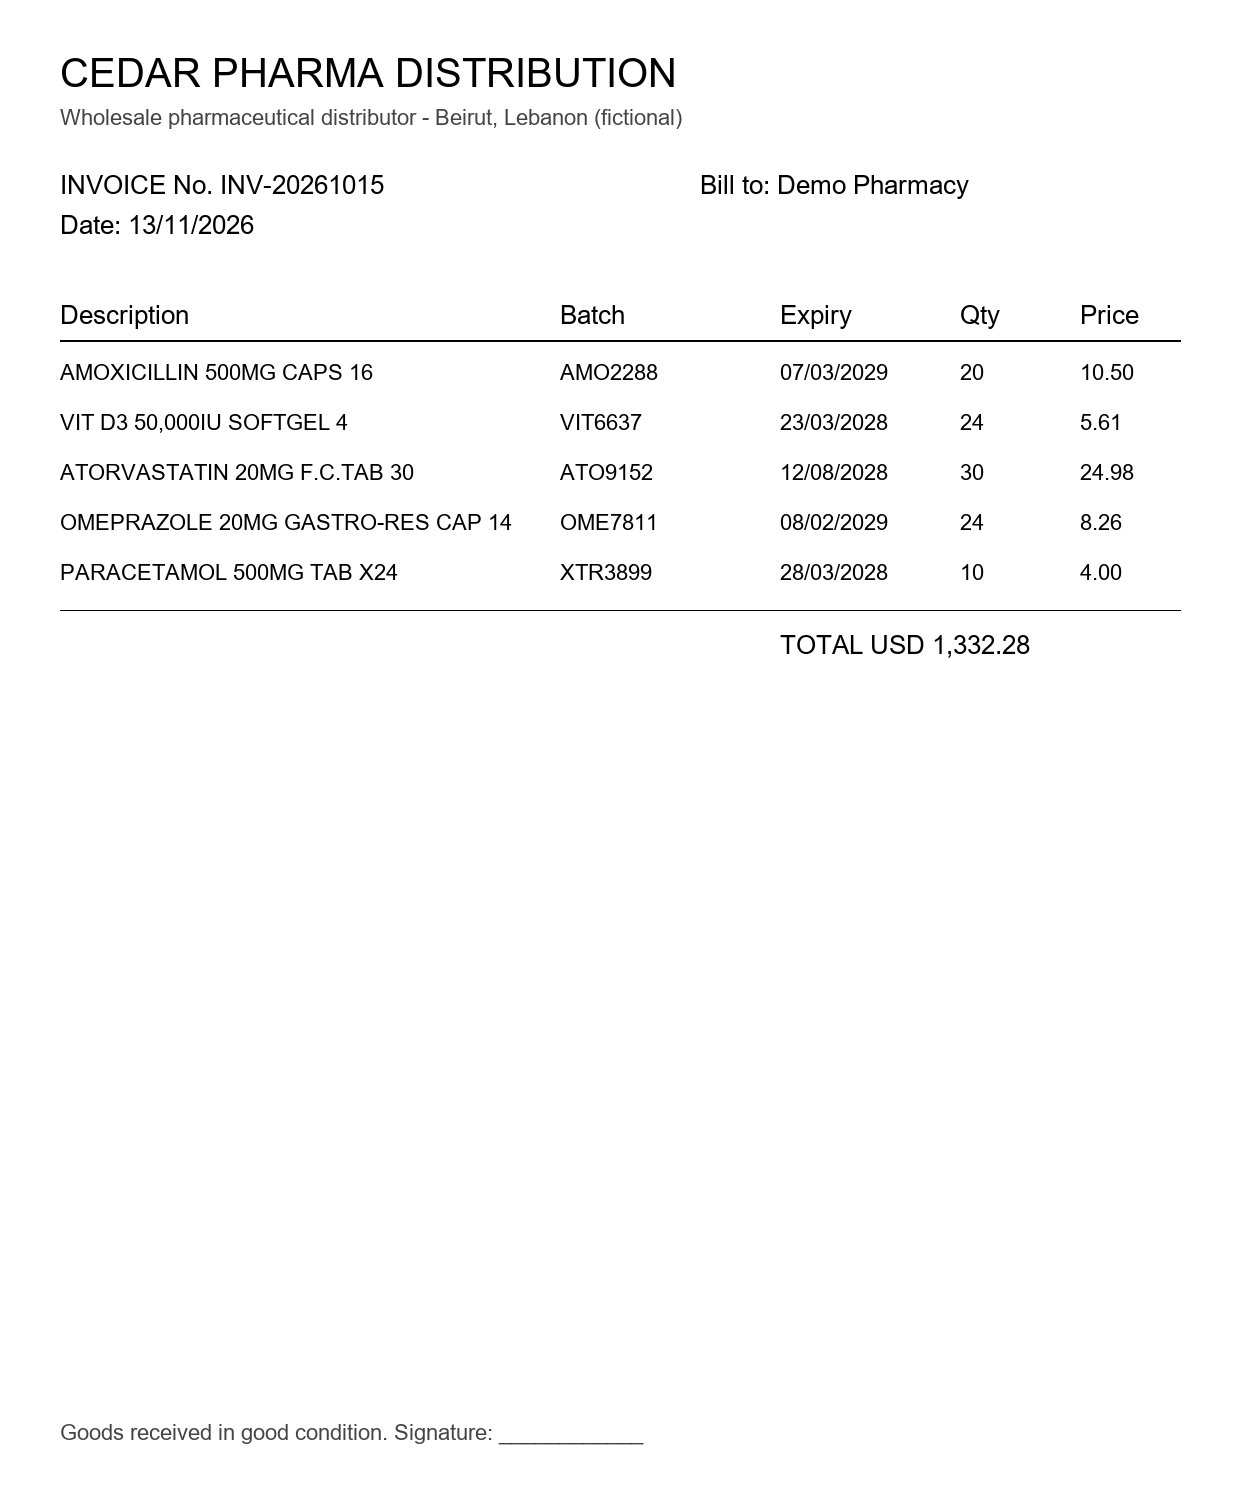 CEDAR PHARMA DISTRIBUTION
Wholesale pharmaceutical distributor - Beirut, Lebanon (fictional)
INVOICE No. INV-20261015 Bill to: Demo Pharmacy
Date: 13/11/2026
Description Batch Expiry Qty Price
AMOXICILLIN 500MG CAPS 16 AMO2288 07/03/2029 20 10.50
VIT D3 50,000IU SOFTGEL 4 VIT6637 23/03/2028 24 5.61
ATORVASTATIN 20MG F.C.TAB 30 ATO9152 12/08/2028 30 24.98
OMEPRAZOLE 20MG GASTRO-RES CAP 14 OME7811 08/02/2029 24 8.26
PARACETAMOL 500MG TAB X24 XTR3899 28/03/2028 10 4.00
TOTAL USD 1,332.28
Goods received in good condition. Signature: ____________